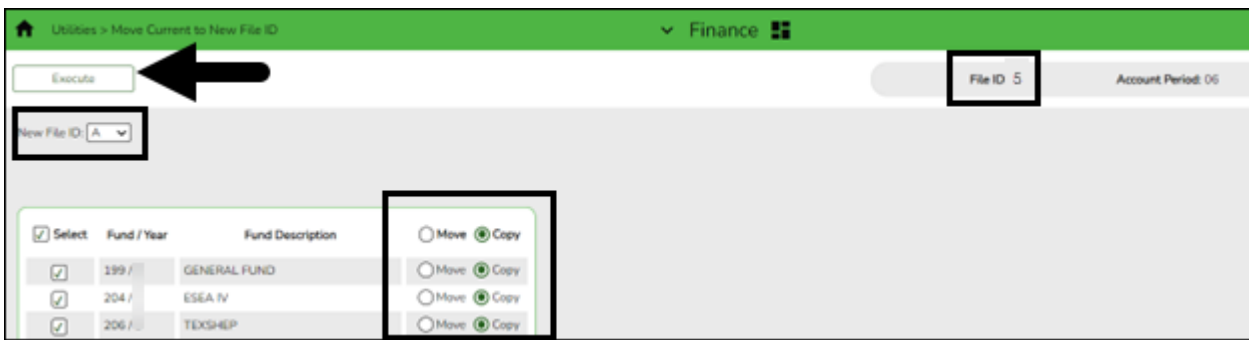 Utilities > Move Current to New File ID
Finance
Execute
File ID 5
Account Period: 06
New File ID: A
Select Fund / Year Fund Description Move Copy
199 / GENERAL FUND Move Copy
204 / ESEA IV Move Copy
206 / TEXSHEP Move Copy